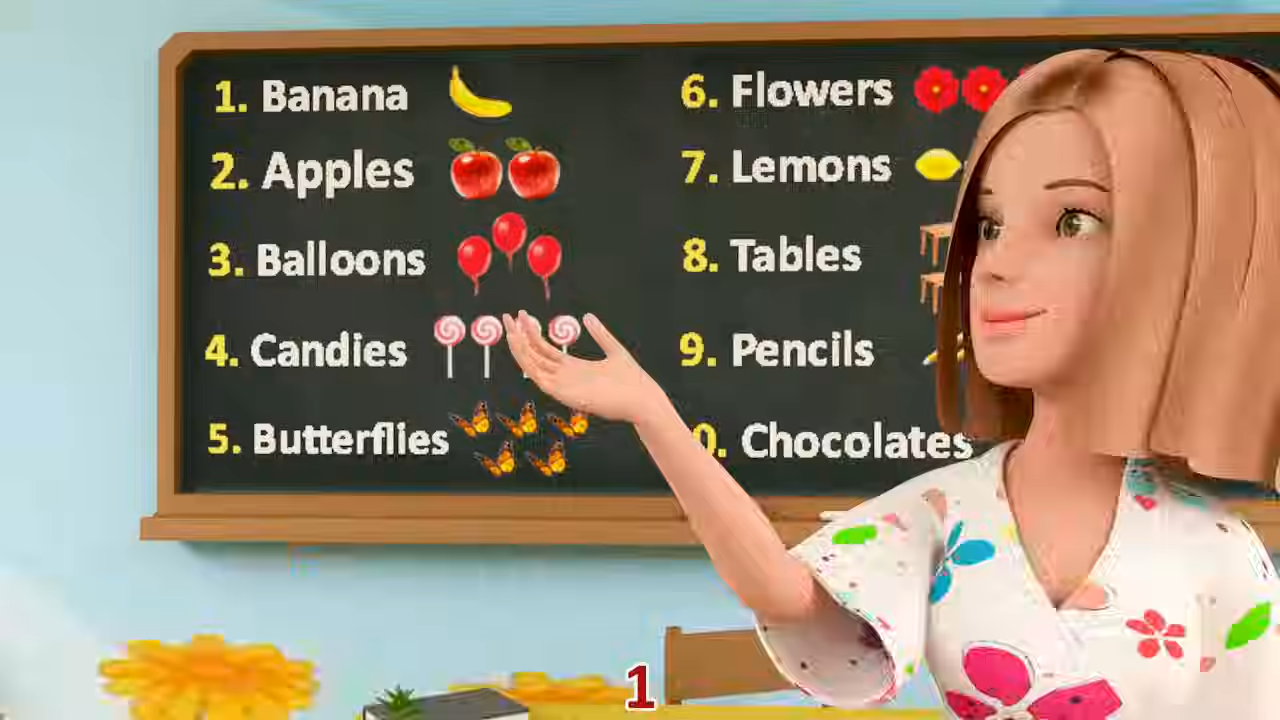 1. Banana
2. Apples
3. Balloons
4. Candies
5. Butterflies
6. Flowers
7. Lemons
8. Tables
9. Pencils
0. Chocolates
1